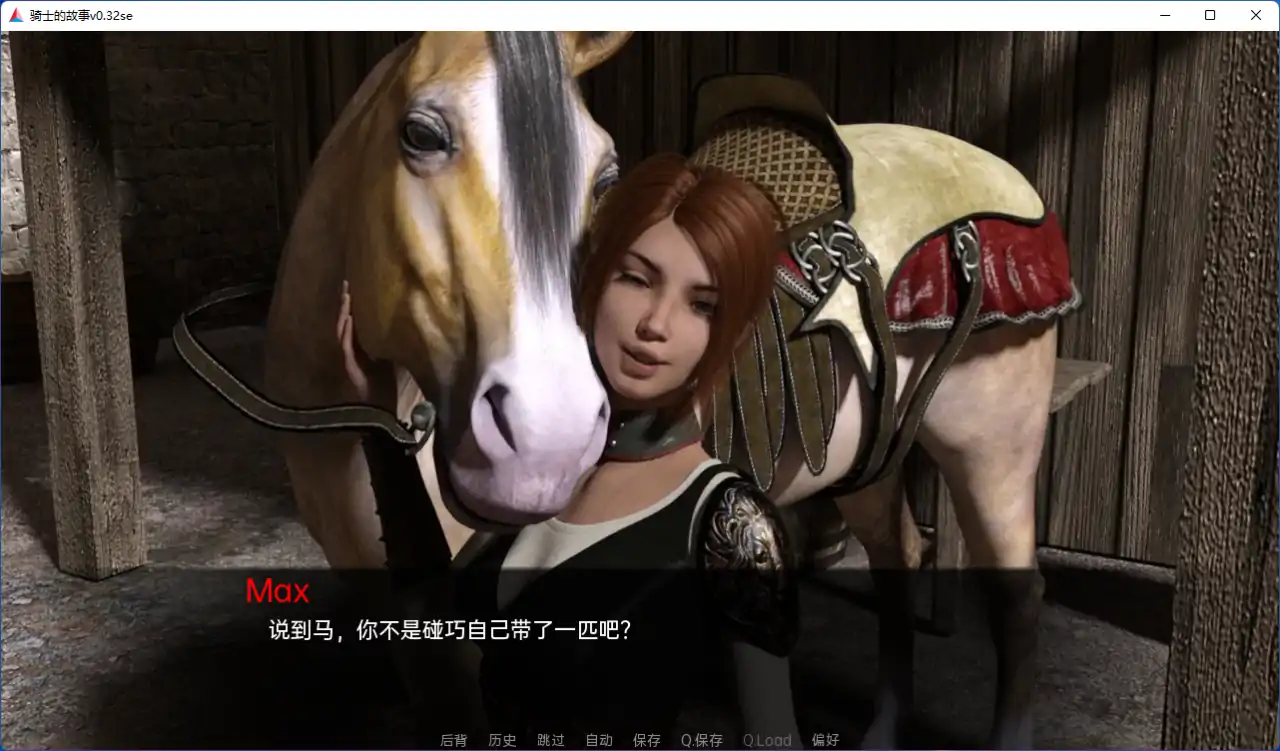 骑士的故事v0.32se
Max
说到马，你不是碰巧自己带了一匹吧？
后背 历史 跳过 自动 保存 Q.保存 Q.Load 偏好